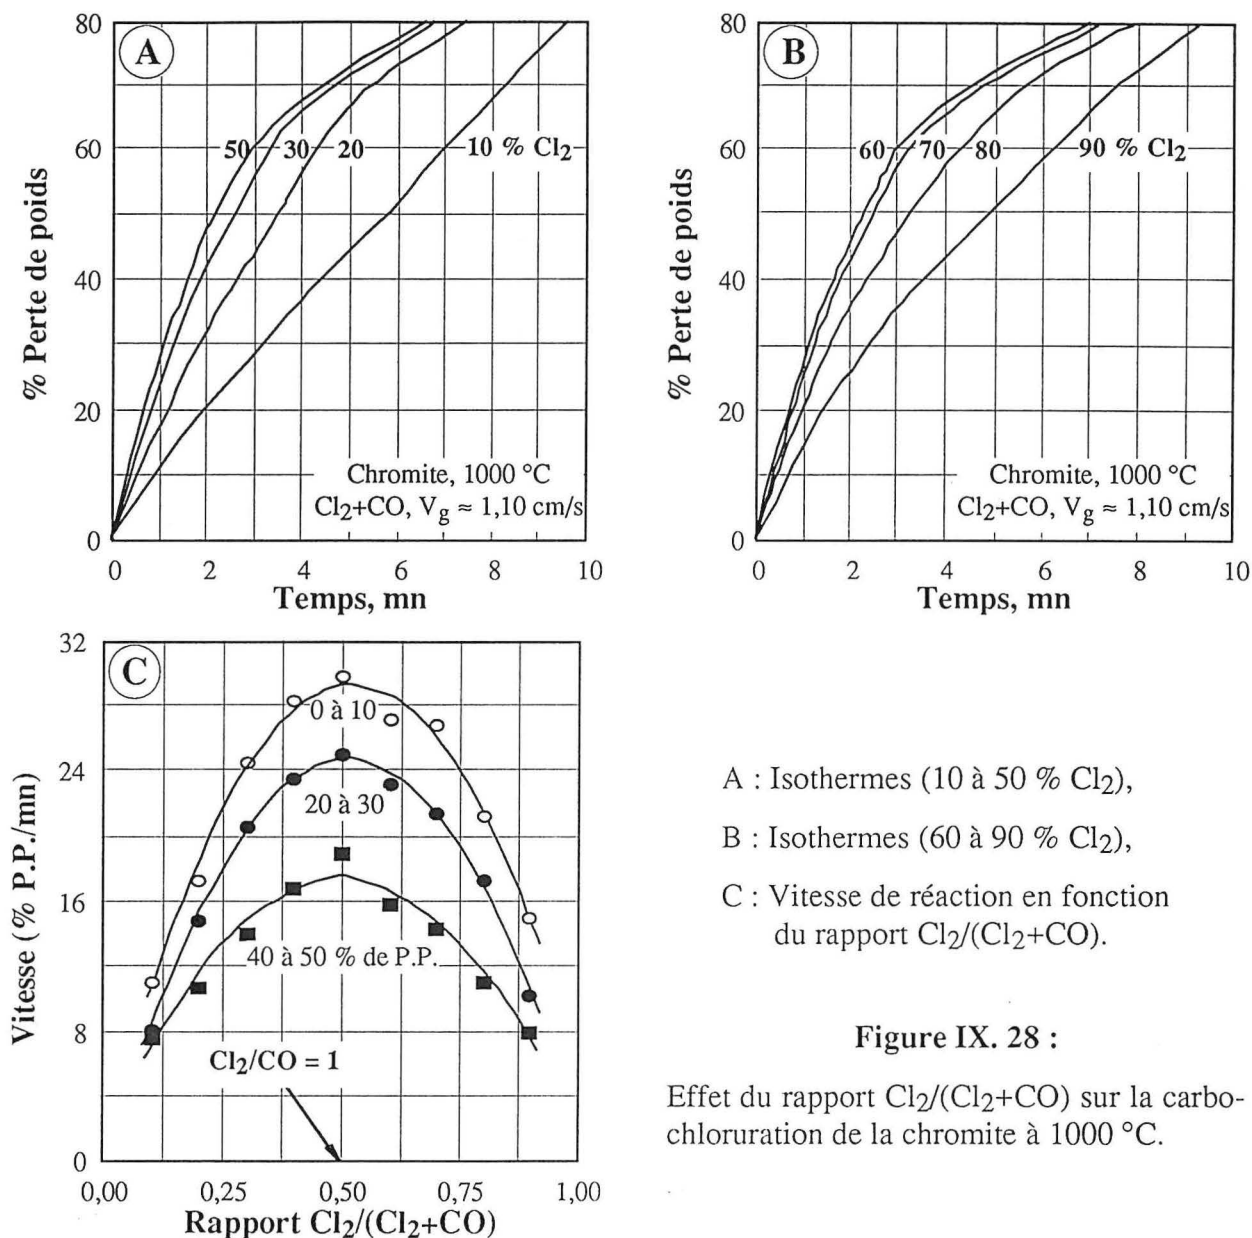 A
% Perte de poids
80
60
40
20
0
50
30
20
10 % Cl₂
Chromite, 1000 °C
Cl₂+CO, Vg ≈ 1,10 cm/s
0
2
4
6
8
10
Temps, mn
B
% Perte de poids
80
60
40
20
0
60
70
80
90 % Cl₂
Chromite, 1000 °C
Cl₂+CO, Vg ≈ 1,10 cm/s
0
2
4
6
8
10
Temps, mn
C
Vitesse (% P.P./mn)
32
24
16
8
0
0 à 10
20 à 30
40 à 50 % de P.P.
Cl₂/CO = 1
0,00
0,25
0,50
0,75
1,00
Rapport Cl₂/(Cl₂+CO)
A : Isothermes (10 à 50 % Cl₂),
B : Isothermes (60 à 90 % Cl₂),
C : Vitesse de réaction en fonction
du rapport Cl₂/(Cl₂+CO).
Figure IX. 28 :
Effet du rapport Cl₂/(Cl₂+CO) sur la carbo-
chloruration de la chromite à 1000 °C.